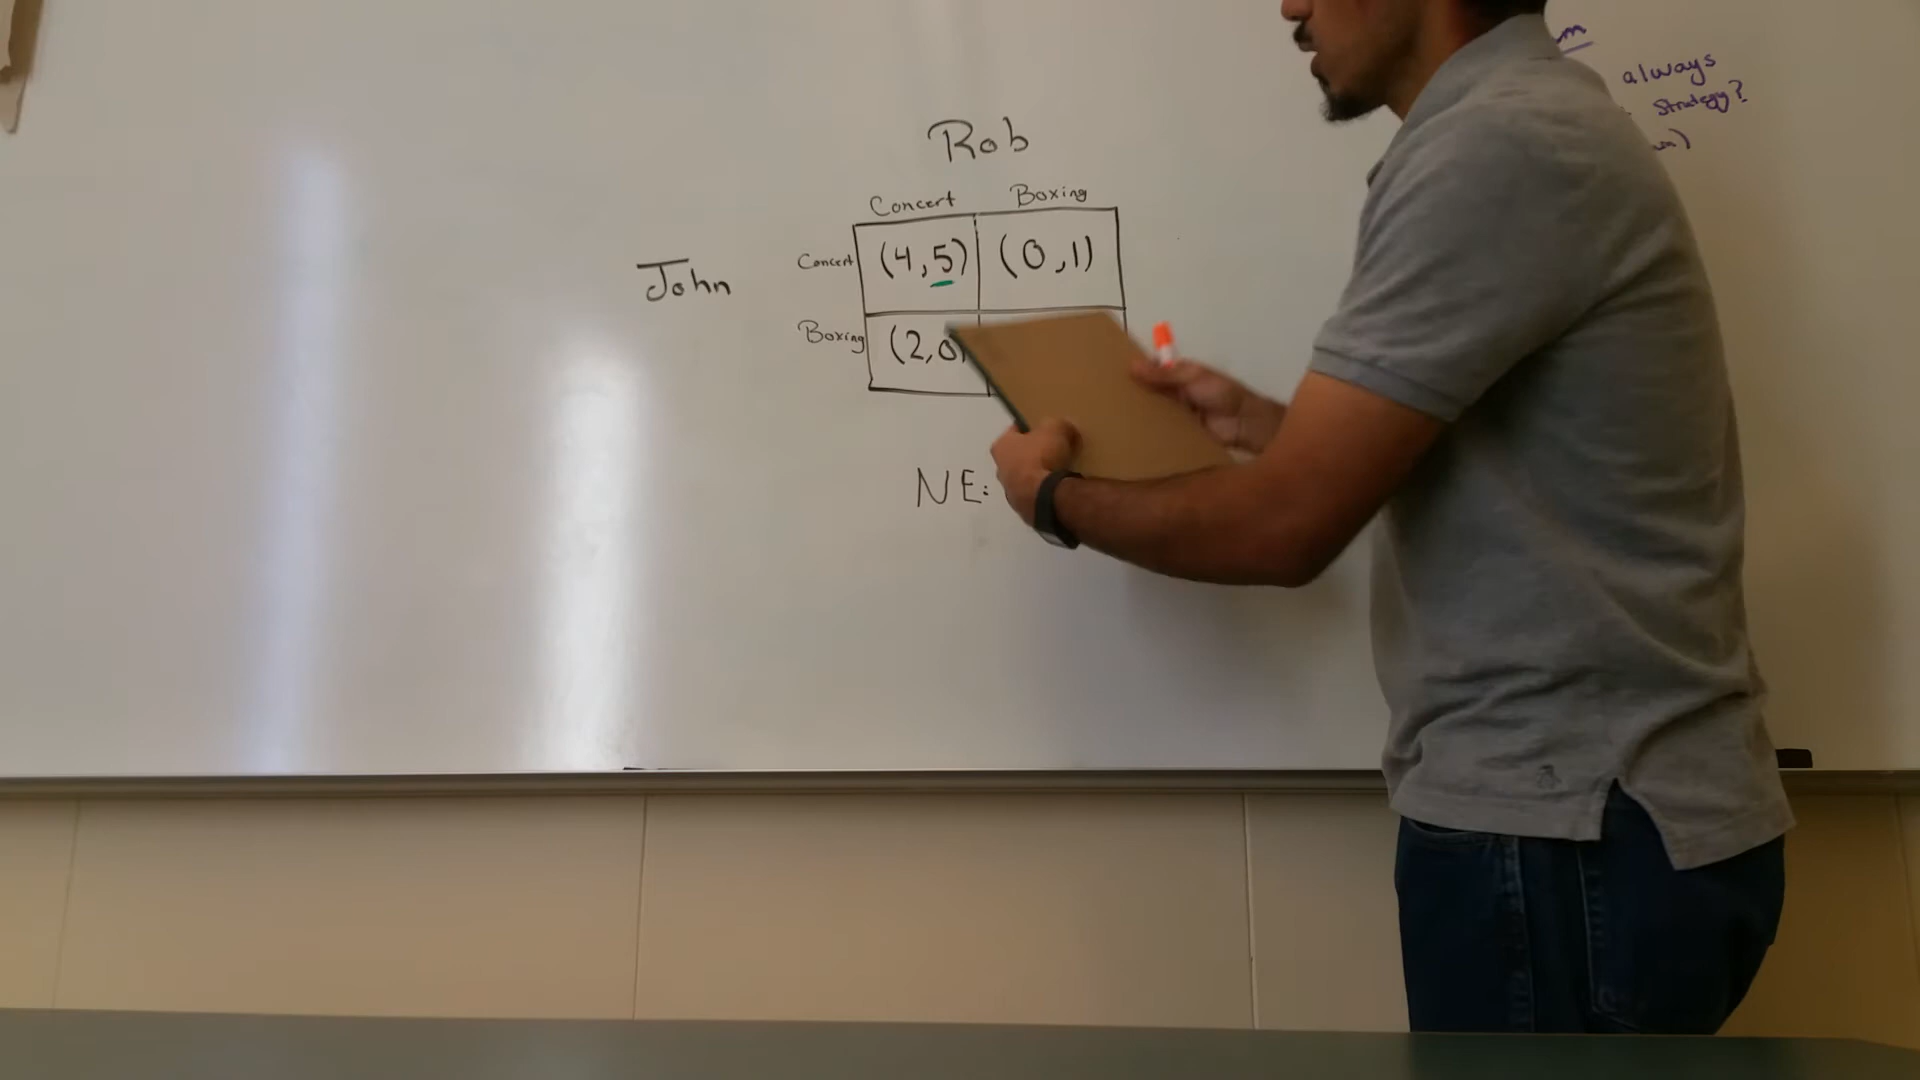 Rob
Concert Boxing
John
Concert (4,5) (0,1)
Boxing (2,0)
NE:
always
Strategy?